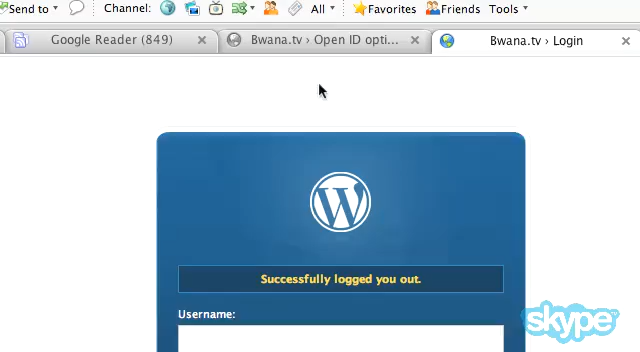 Send to Channel: All Favorites Friends Tools
Google Reader (849) Bwana.tv › Open ID opti... Bwana.tv › Login
W
Successfully logged you out.
Username:
skype